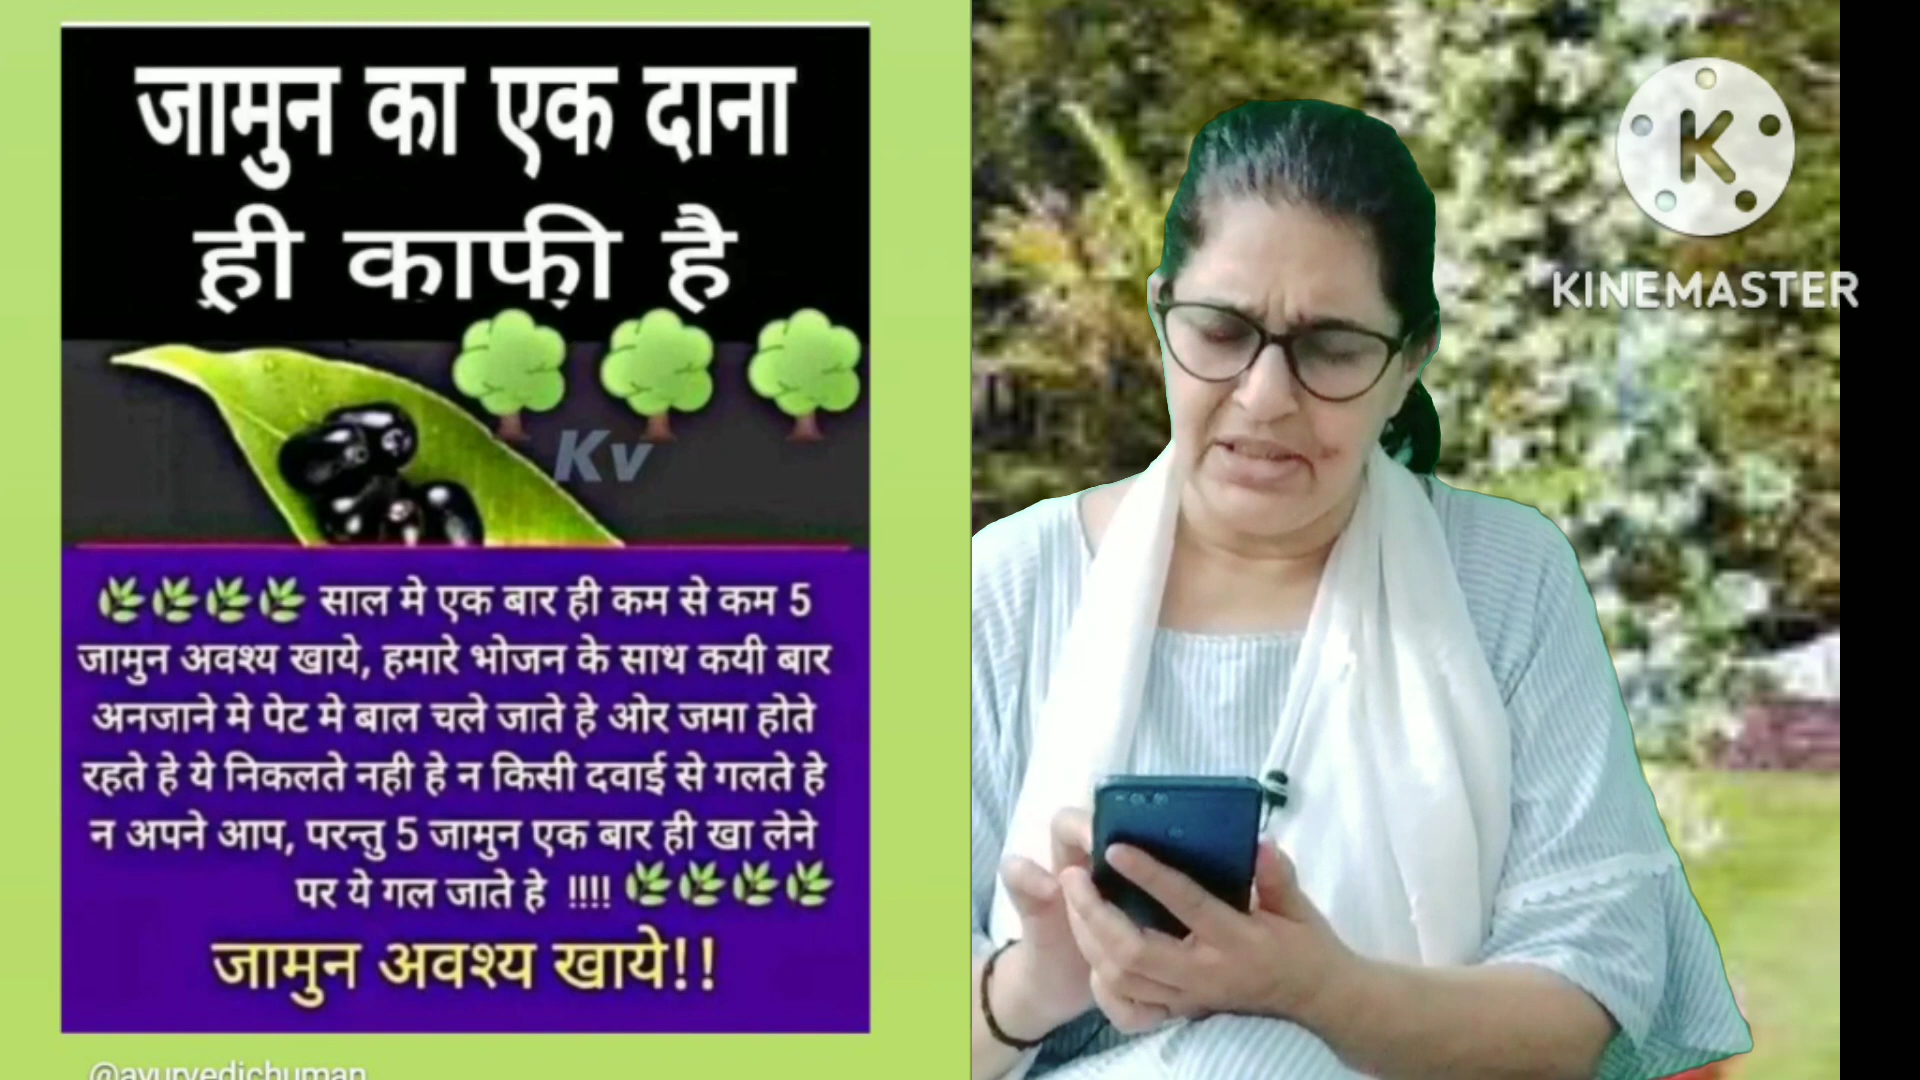 जामुन का एक दाना
ही काफी है
Kv
साल मे एक बार ही कम से कम 5
जामुन अवश्य खाये, हमारे भोजन के साथ कयी बार
अनजाने मे पेट मे बाल चले जाते हे ओर जमा होते
रहते हे ये निकलते नही हे न किसी दवाई से गलते हे
न अपने आप, परन्तु 5 जामुन एक बार ही खा लेने
पर ये गल जाते हे !!!!
जामुन अवश्य खाये!!
@ayurvedichuman
K
KINEMASTER